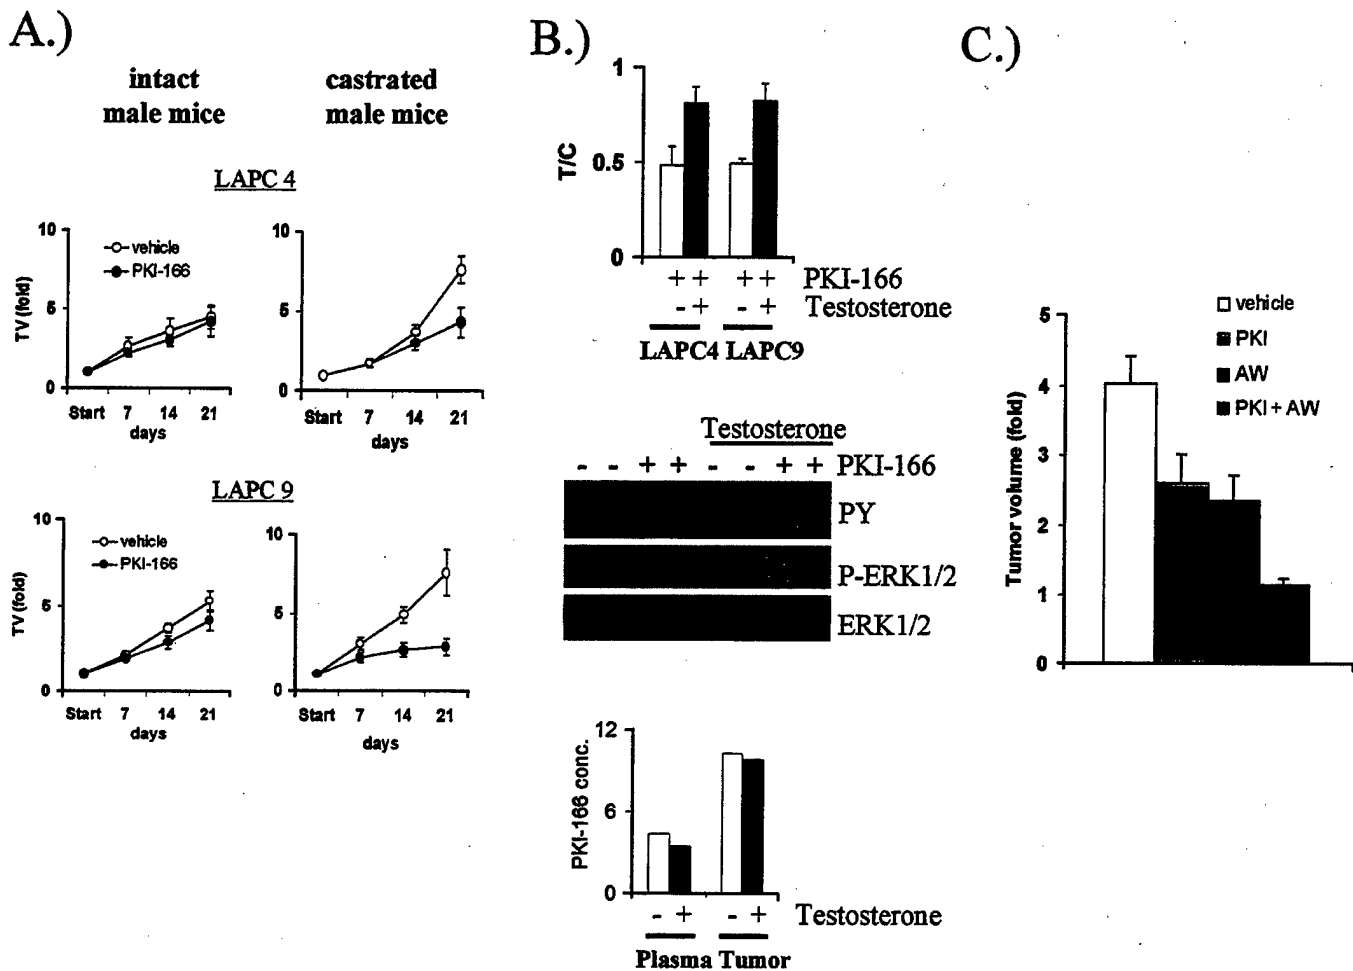 A.)
intact
male mice
castrated
male mice
LAPC 4
10
5
0
TV (fold)
vehicle
PKI-166
Start 7 14 21
days
10
5
0
Start 7 14 21
days
LAPC 9
10
5
0
TV (fold)
vehicle
PKI-166
Start 7 14 21
days
10
5
0
Start 7 14 21
days
B.)
1
0.5
0
T/C
+ + + + PKI-166
- + - + Testosterone
LAPC4 LAPC9
Testosterone
- - + + - - + + PKI-166
PY
P-ERK1/2
ERK1/2
12
6
0
PKI-166 conc.
- + - + Testosterone
Plasma Tumor
C.)
vehicle
PKI
AW
PKI + AW
5
4
3
2
1
0
Tumor volume (fold)